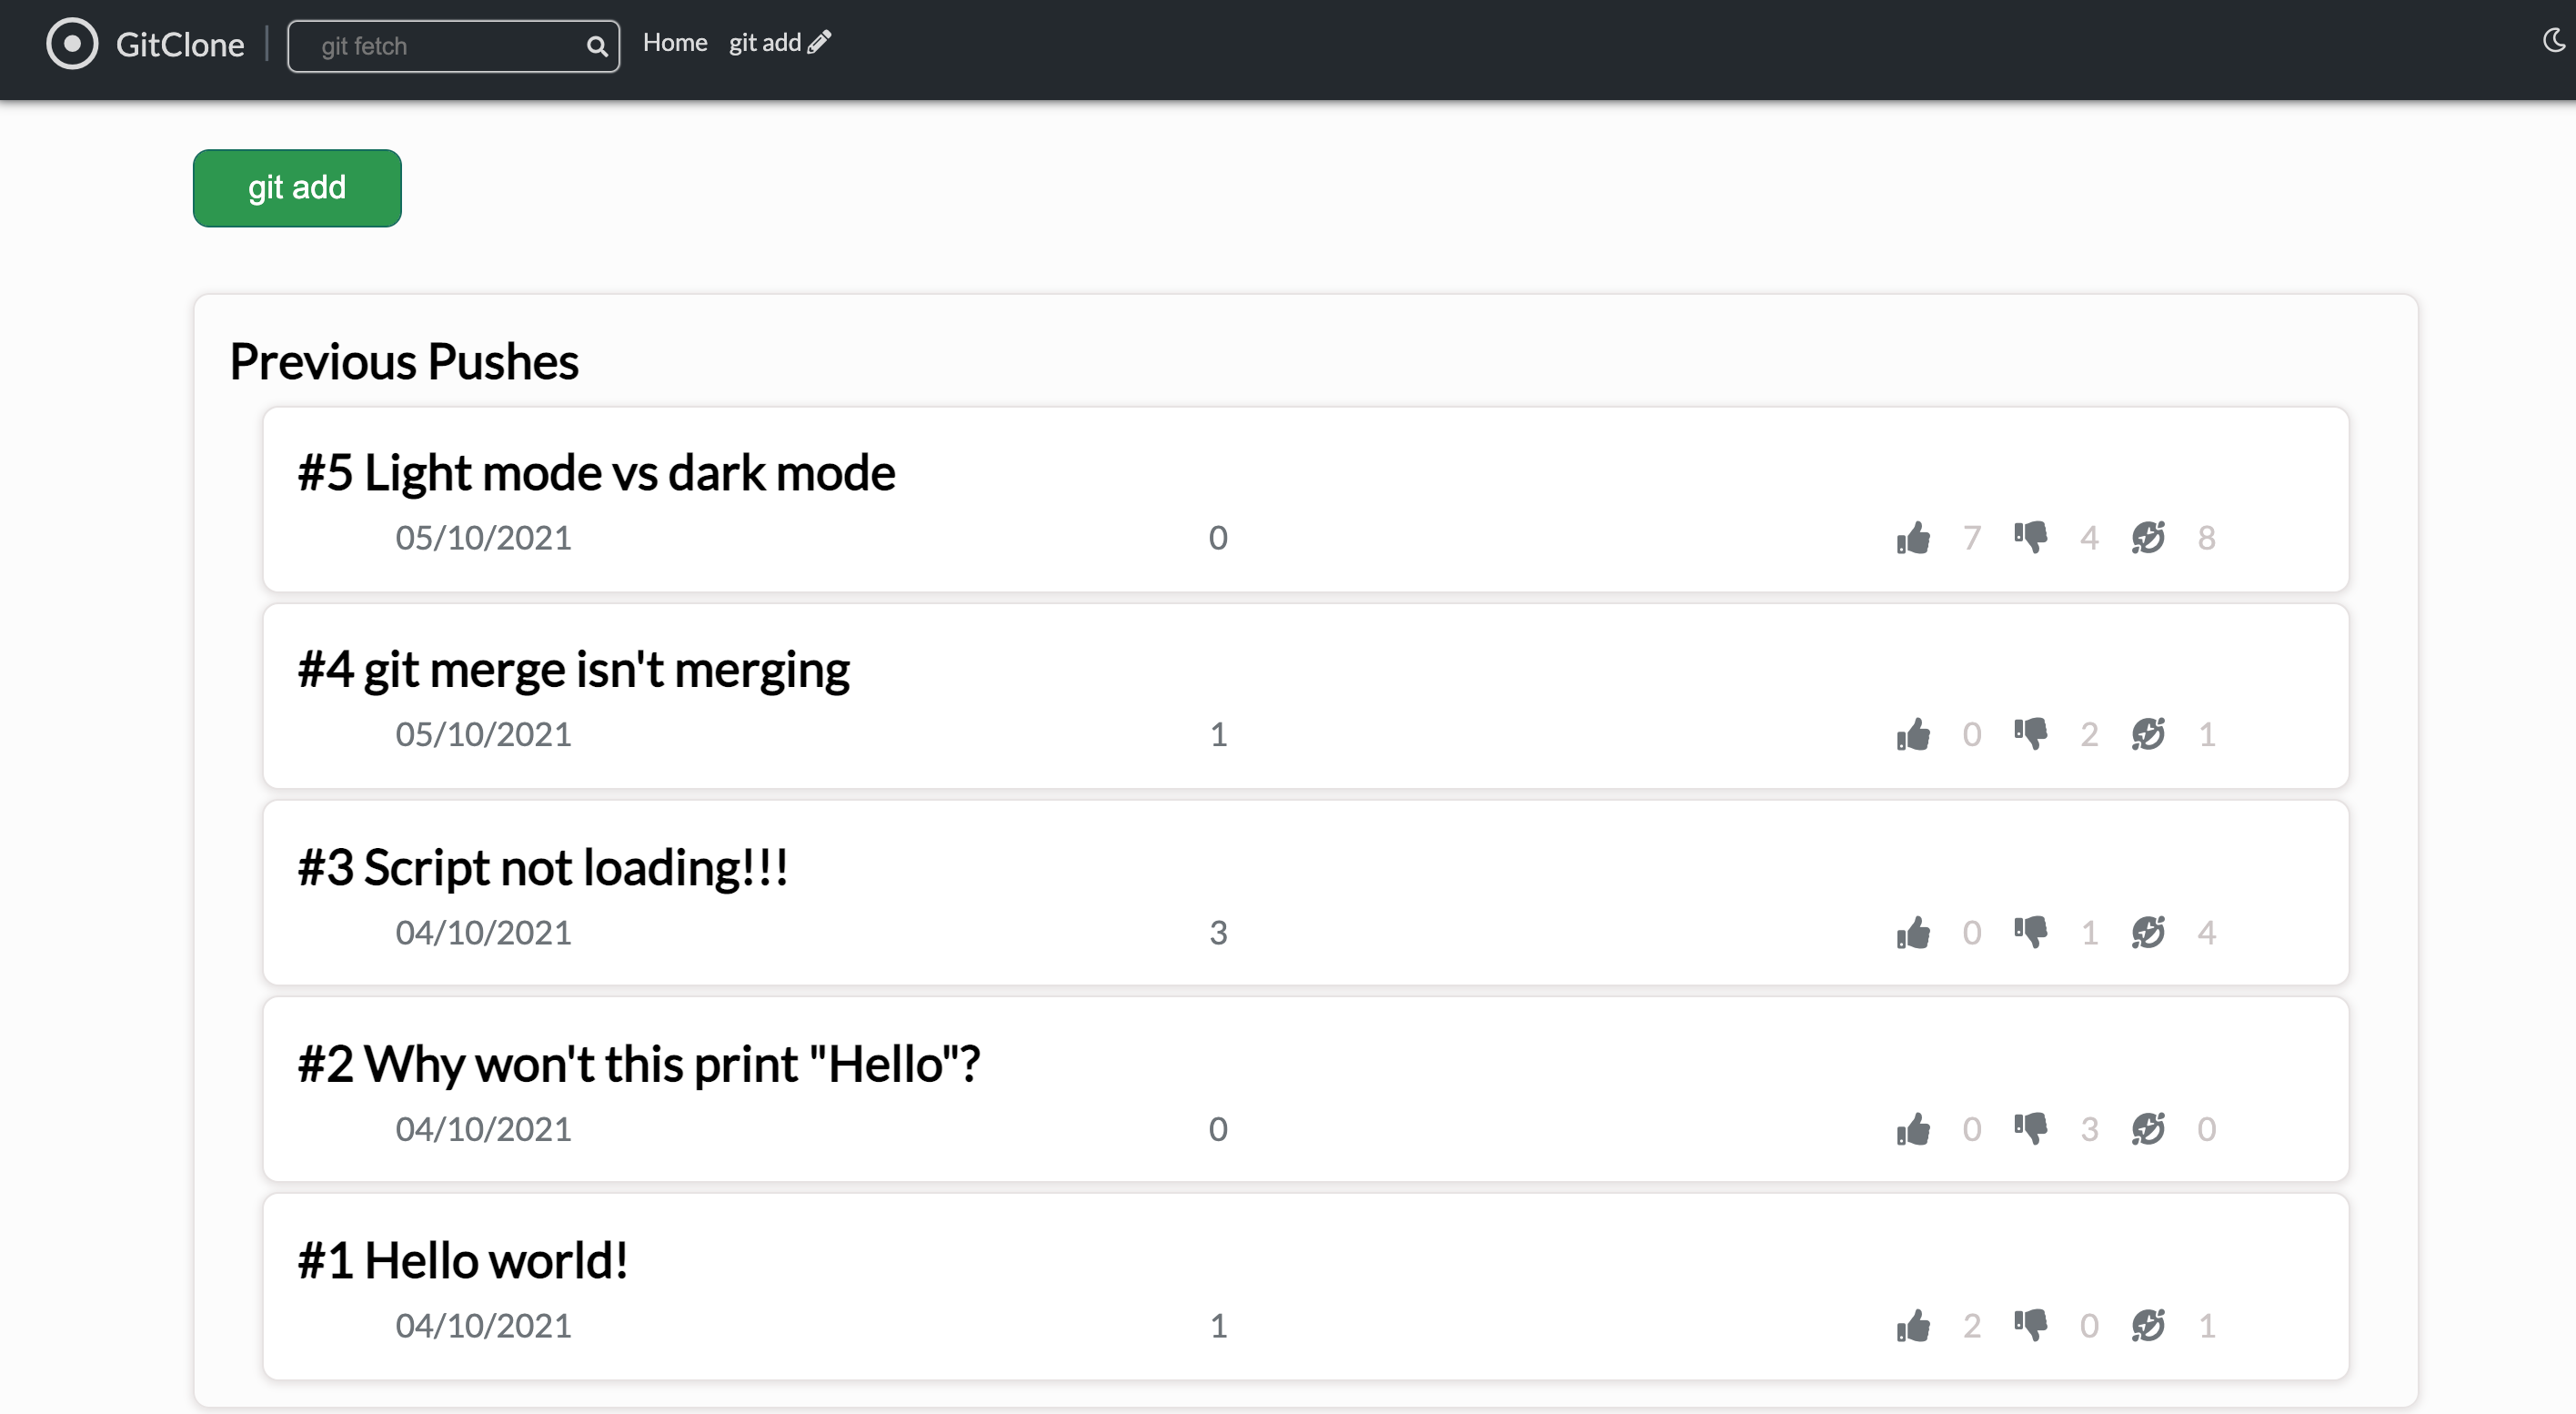 GitClone | git fetch Home git add
git add
Previous Pushes
#5 Light mode vs dark mode
05/10/2021 0 7 4 8
#4 git merge isn't merging
05/10/2021 1 0 2 1
#3 Script not loading!!!
04/10/2021 3 0 1 4
#2 Why won't this print "Hello"?
04/10/2021 0 0 3 0
#1 Hello world!
04/10/2021 1 2 0 1